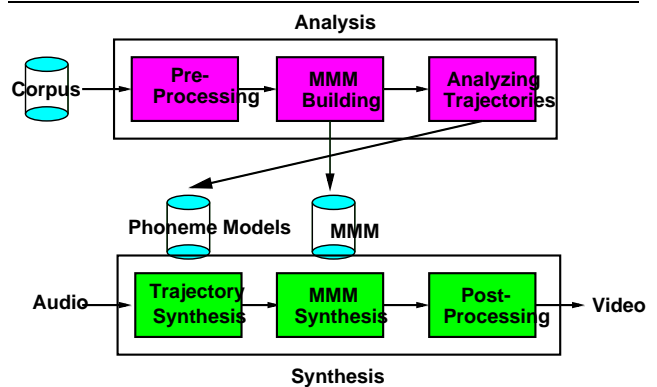 Analysis
Corpus
Pre-
Processing
MMM
Building
Analyzing
Trajectories
Phoneme Models
MMM
Audio
Trajectory
Synthesis
MMM
Synthesis
Post-
Processing
Video
Synthesis